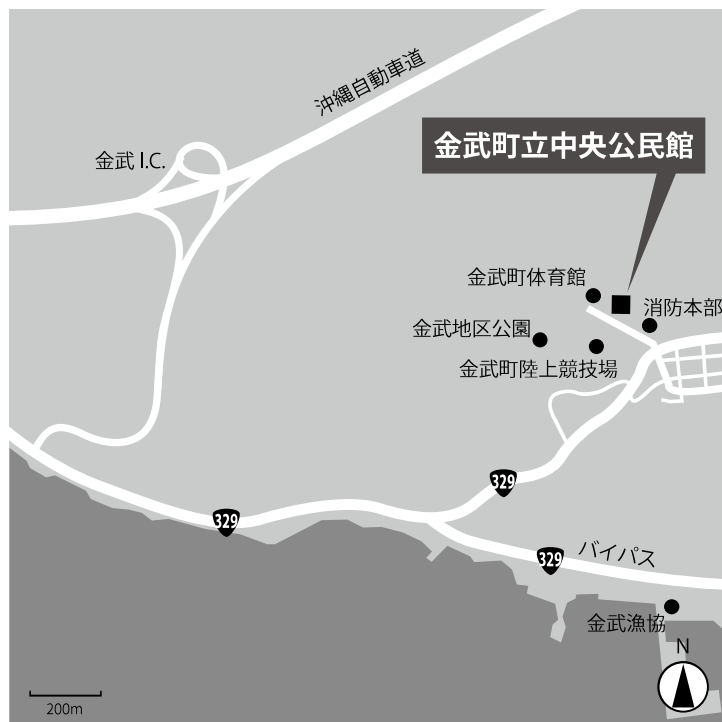 沖縄自動車道
金武町立中央公民館
金武 I.C.
金武町体育館
消防本部
金武地区公園
金武町陸上競技場
329
329
バイパス
329
金武漁協
N
200m